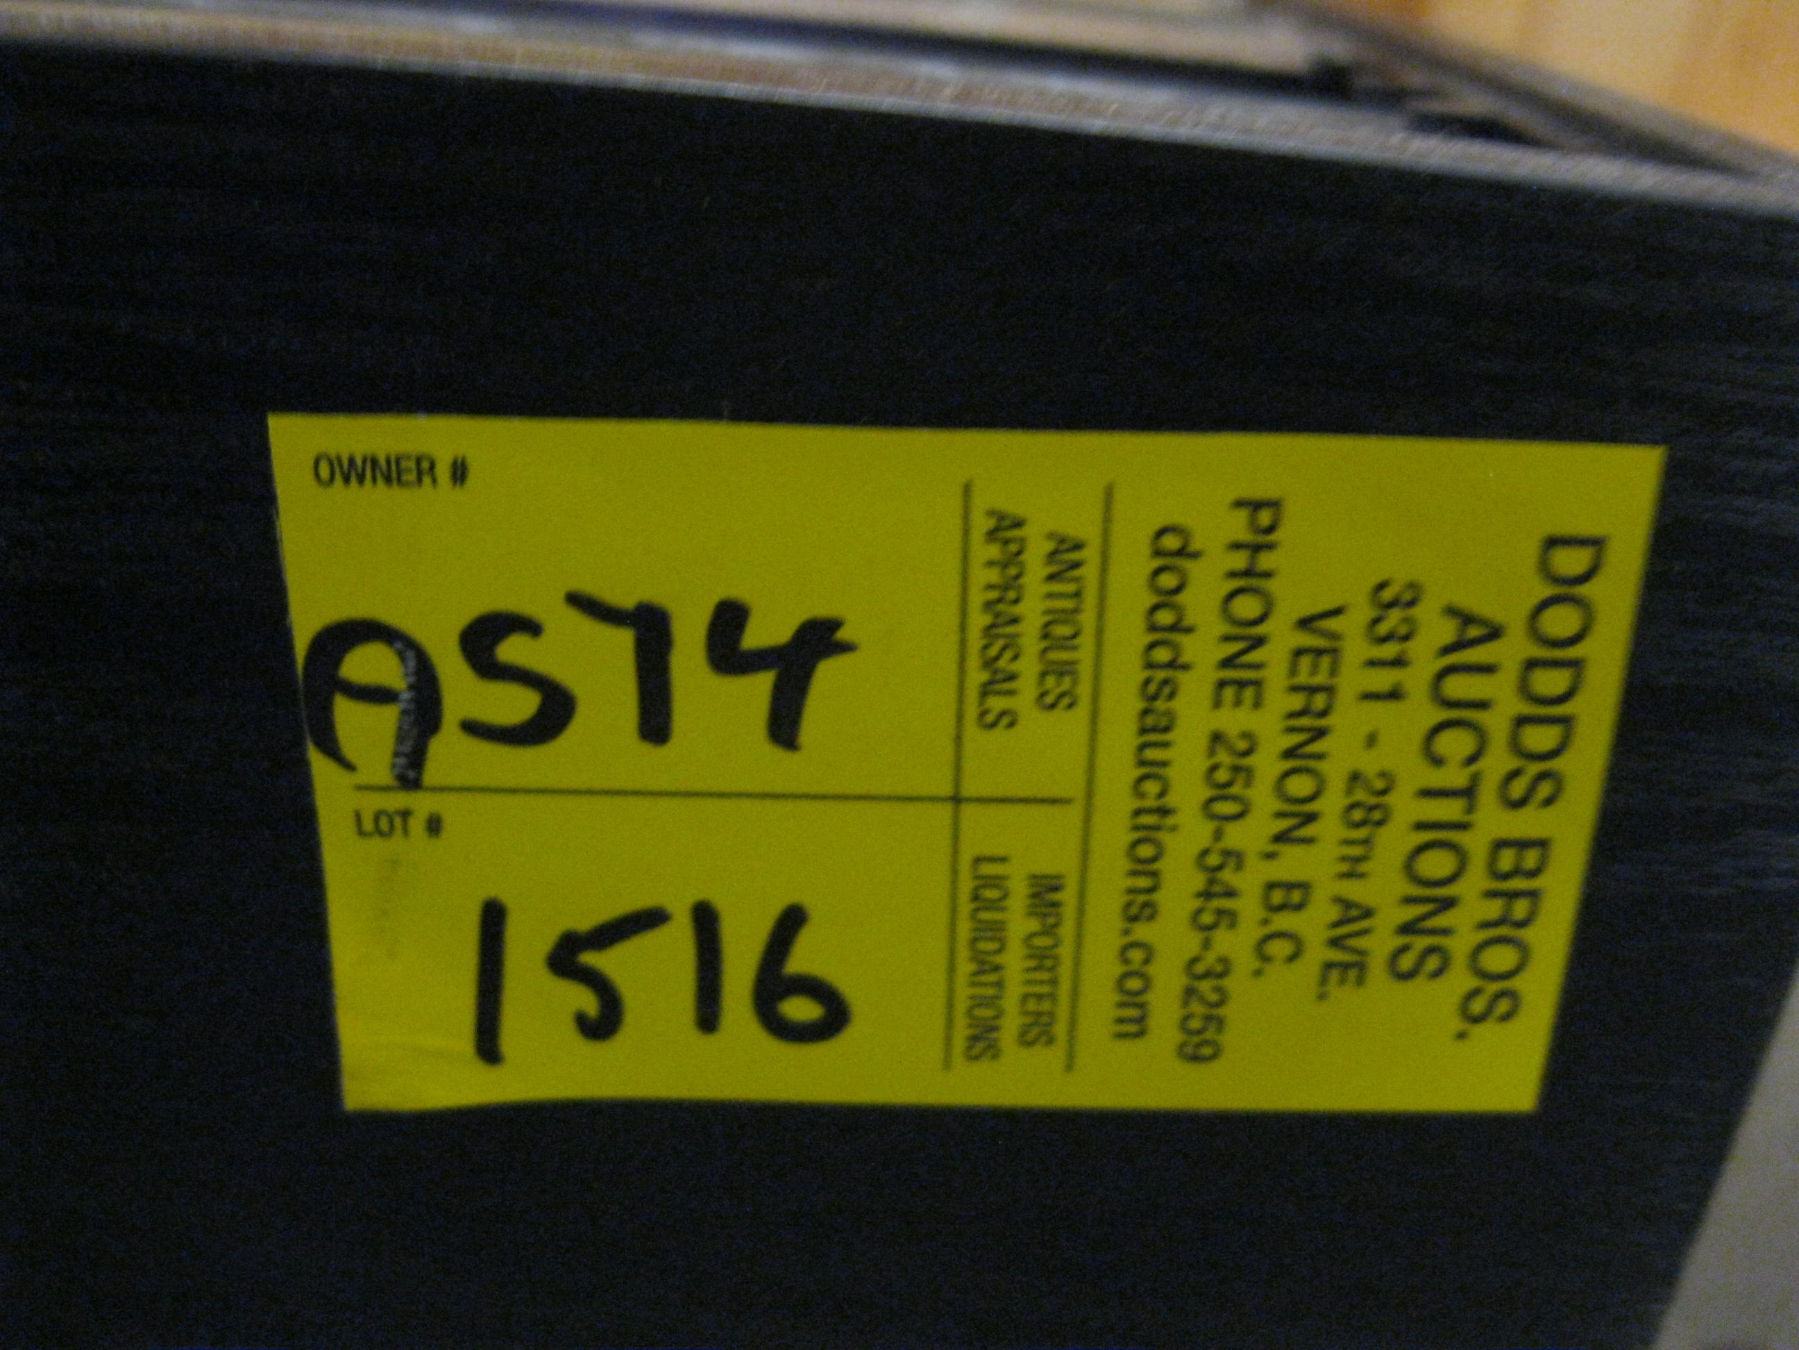 OWNER #
AS74
LOT #
1516
ANTIQUES
APPRAISALS
IMPORTERS
LIQUIDATIONS
DODDS BROS.
AUCTIONS
3311 - 28TH AVE.
VERNON, B.C.
PHONE 250-545-3259
doddsauctions.com